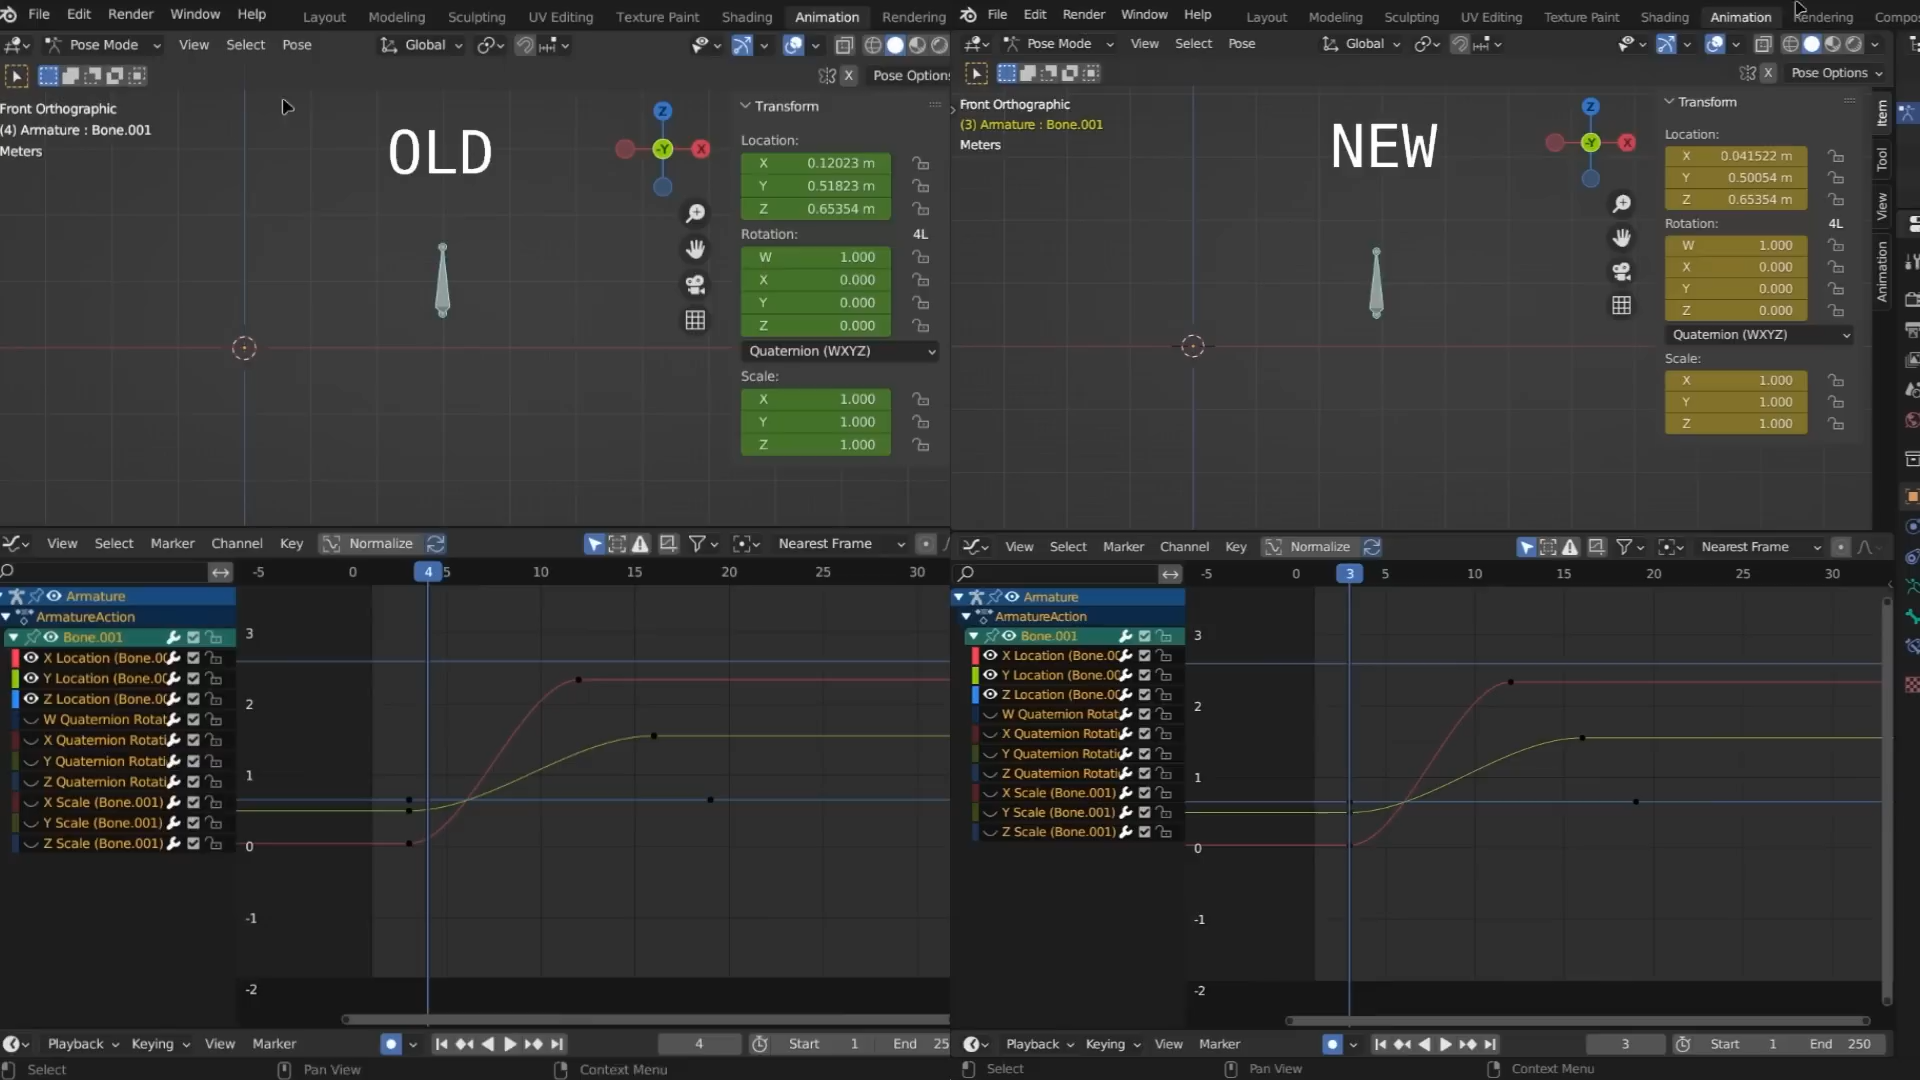 File Edit Render Window Help Layout Modeling Sculpting UV Editing Texture Paint Shading Animation Rendering
Pose Mode View Select Pose Global
X Pose Options
Front Orthographic
(4) Armature : Bone.001
Meters
OLD
Z
-Y
X
Transform
Location:
X 0.12023 m
Y 0.51823 m
Z 0.65354 m
Rotation: 4L
W 1.000
X 0.000
Y 0.000
Z 0.000
Quaternion (WXYZ)
Scale:
X 1.000
Y 1.000
Z 1.000
View Select Marker Channel Key Normalize Nearest Frame
-5 0 4 5 10 15 20 25 30
Armature
ArmatureAction
Bone.001
X Location (Bone.00
Y Location (Bone.00
Z Location (Bone.00
W Quaternion Rotat
X Quaternion Rotati
Y Quaternion Rotati
Z Quaternion Rotati
X Scale (Bone.001)
Y Scale (Bone.001)
Z Scale (Bone.001)
3
2
1
0
-1
-2
Playback Keying View Marker 4 Start 1 End 25
Select Pan View Context Menu
File Edit Render Window Help Layout Modeling Sculpting UV Editing Texture Paint Shading Animation Rendering Compos
Pose Mode View Select Pose Global
X Pose Options
Front Orthographic
(3) Armature : Bone.001
Meters
NEW
Z
-Y
X
Transform
Location:
X 0.041522 m
Y 0.50054 m
Z 0.65354 m
Rotation: 4L
W 1.000
X 0.000
Y 0.000
Z 0.000
Quaternion (WXYZ)
Scale:
X 1.000
Y 1.000
Z 1.000
Item
Tool
View
Animation
View Select Marker Channel Key Normalize Nearest Frame
-5 0 3 5 10 15 20 25 30
Armature
ArmatureAction
Bone.001
X Location (Bone.00
Y Location (Bone.00
Z Location (Bone.00
W Quaternion Rotat
X Quaternion Rotati
Y Quaternion Rotati
Z Quaternion Rotati
X Scale (Bone.001)
Y Scale (Bone.001)
Z Scale (Bone.001)
3
2
1
0
-1
-2
Playback Keying View Marker 3 Start 1 End 250
Select Pan View Context Menu